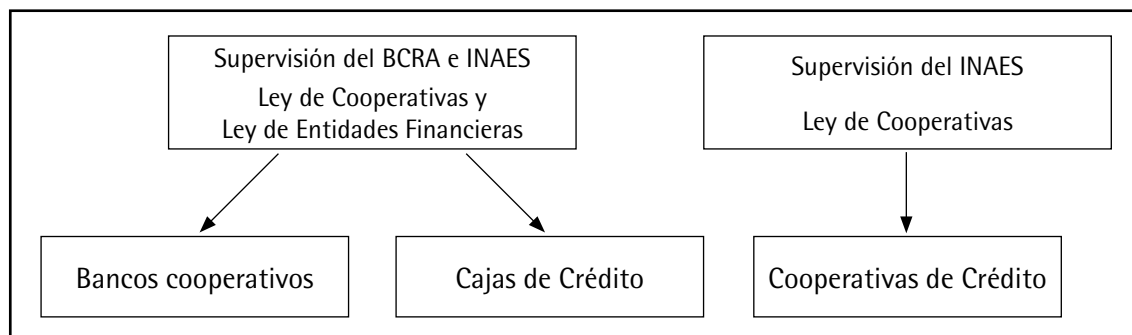 Supervisión del BCRA e INAES
Ley de Cooperativas y
Ley de Entidades Financieras
Supervisión del INAES
Ley de Cooperativas
Bancos cooperativos
Cajas de Crédito
Cooperativas de Crédito